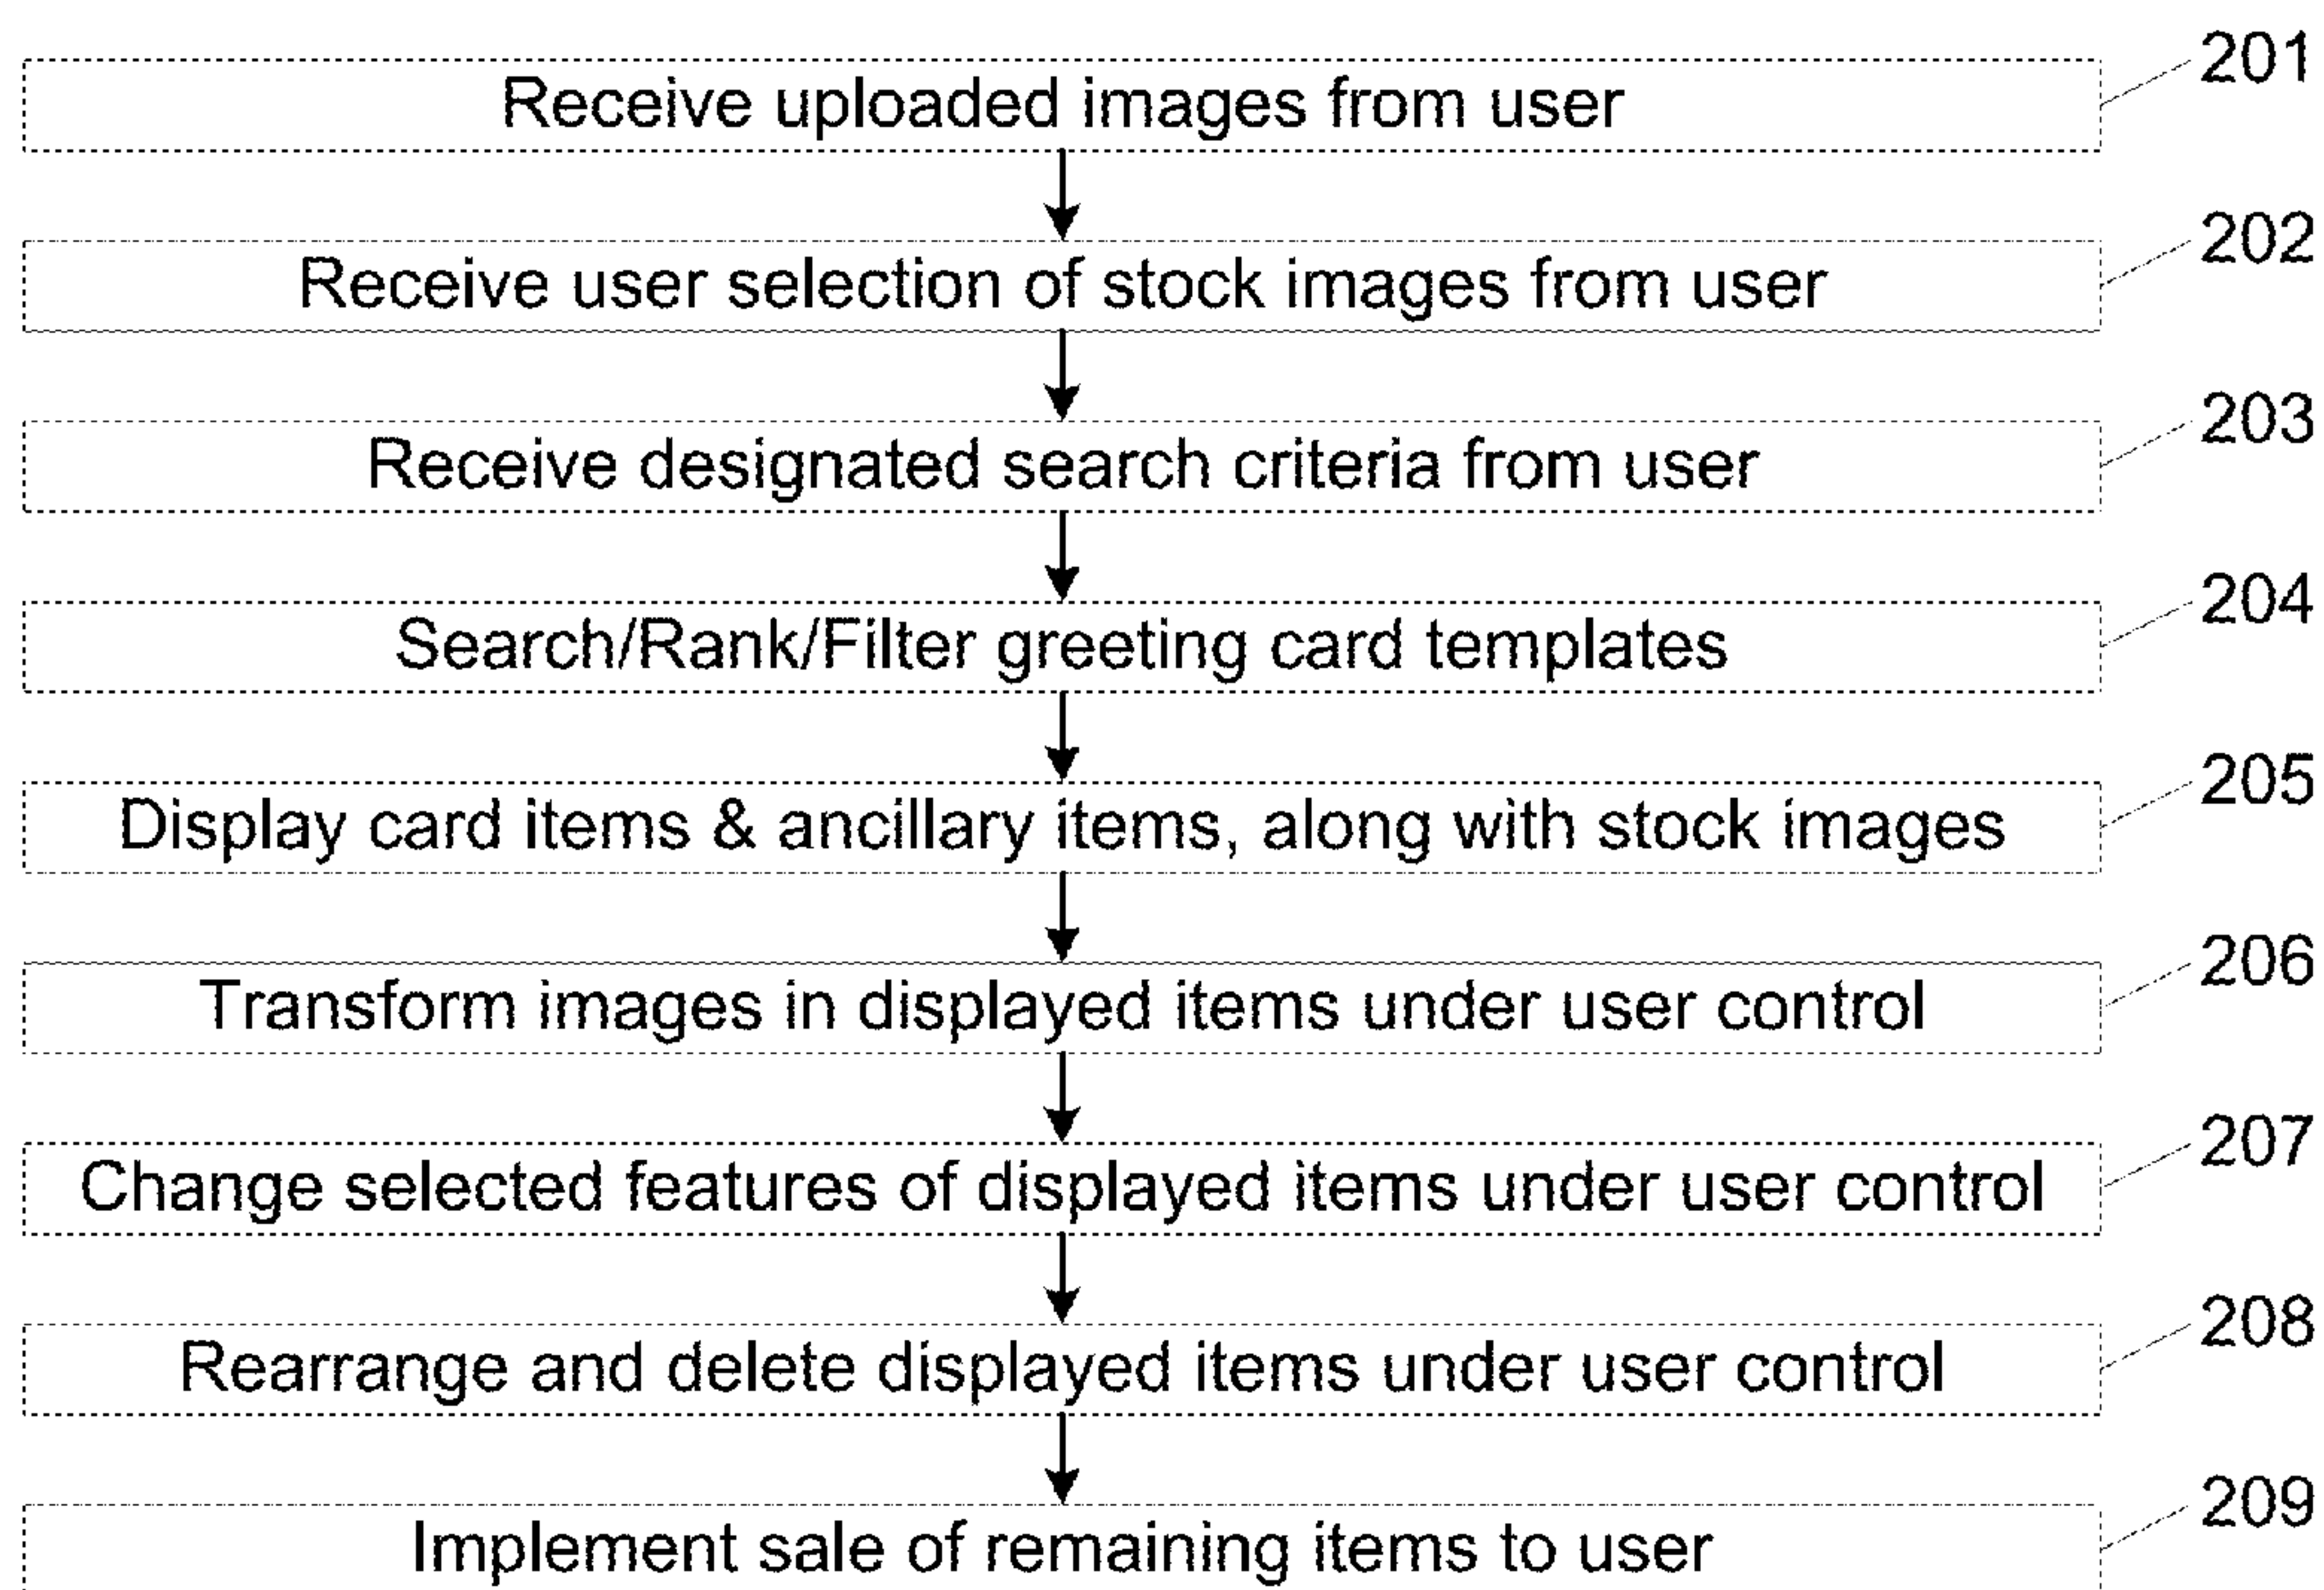 201
Receive uploaded images from user
202
Receive user selection of stock images from user
203
Receive designated search criteria from user
204
Search/Rank/Filter greeting card templates
205
Display card items & ancillary items, along with stock images
206
Transform images in displayed items under user control
207
Change selected features of displayed items under user control
208
Rearrange and delete displayed items under user control
209
Implement sale of remaining items to user